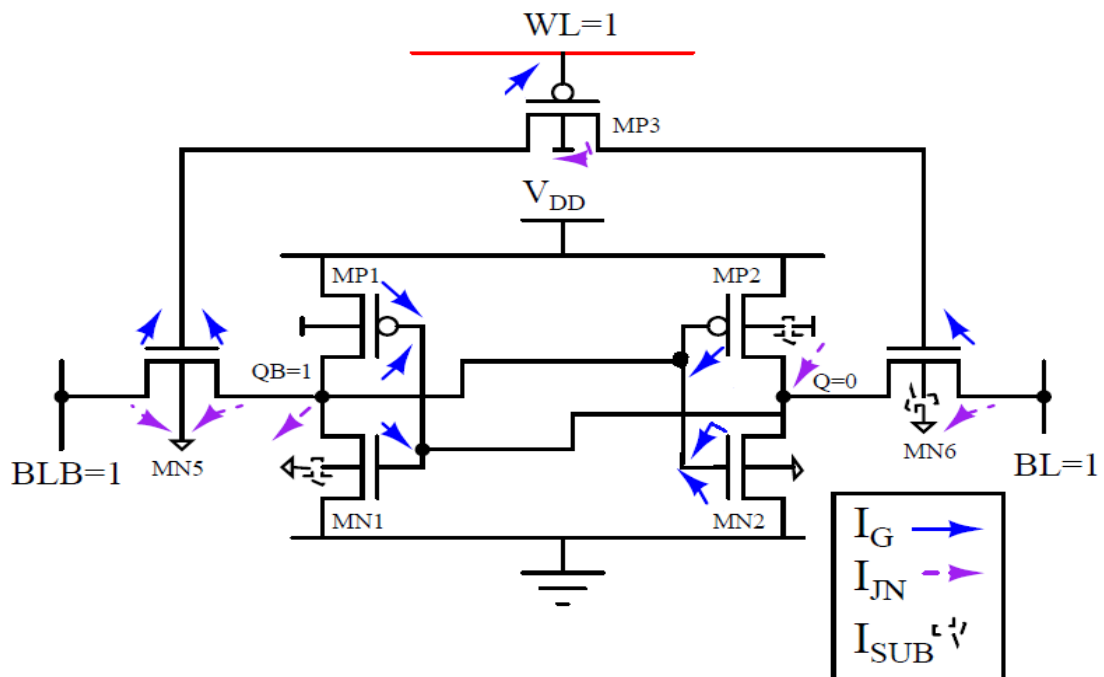 WL=1
MP3
VDD
MP1
MP2
QB=1
Q=0
MN5
MN6
BLB=1
BL=1
MN1
MN2
IG
IJN
ISUB